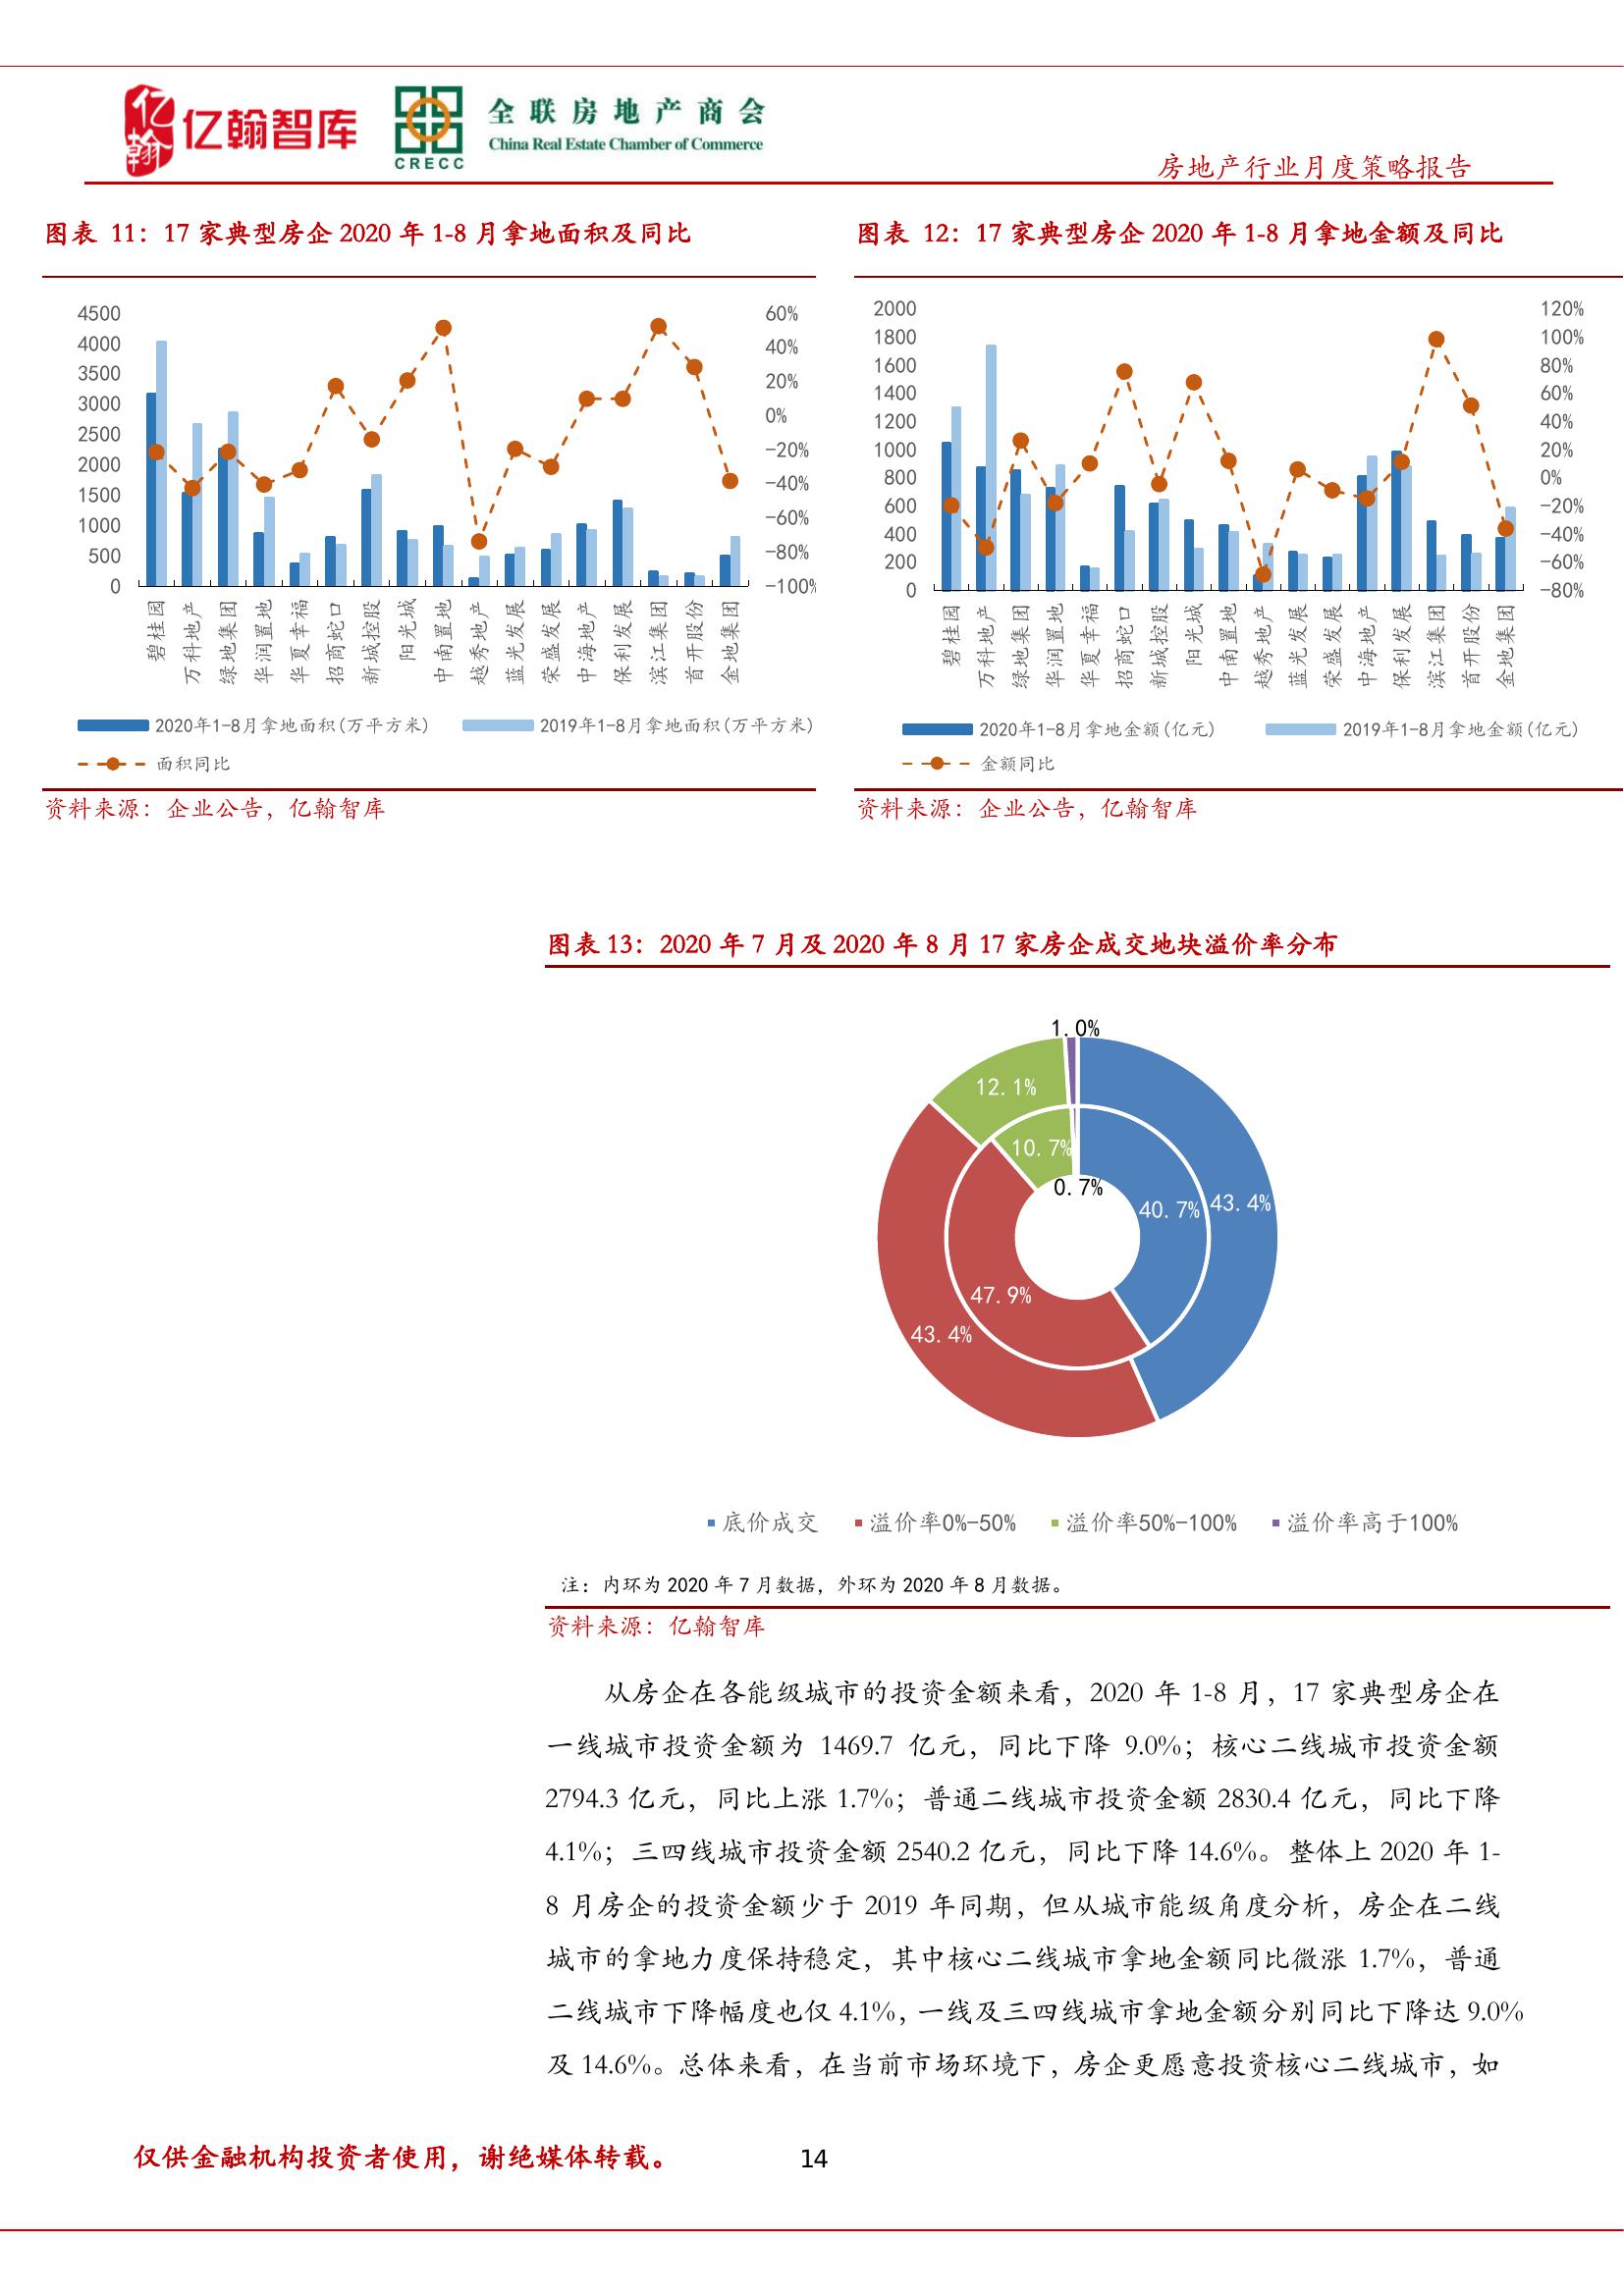 亿翰
亿翰智库
CRECC
全联房地产商会
China Real Estate Chamber of Commerce
房地产行业月度策略报告
图表 11：17 家典型房企 2020 年 1-8 月拿地面积及同比
4500
4000
3500
3000
2500
2000
1500
1000
500
0
60%
40%
20%
0%
-20%
-40%
-60%
-80%
-100%
碧桂园
万科地产
绿地集团
华润置地
华夏幸福
招商蛇口
新城控股
阳光城
中南置地
越秀地产
蓝光发展
荣盛发展
中海地产
保利发展
滨江集团
首开股份
金地集团
2020年1-8月拿地面积(万平方米)
2019年1-8月拿地面积(万平方米)
面积同比
资料来源：企业公告，亿翰智库
图表 12：17 家典型房企 2020 年 1-8 月拿地金额及同比
2000
1800
1600
1400
1200
1000
800
600
400
200
0
120%
100%
80%
60%
40%
20%
0%
-20%
-40%
-60%
-80%
碧桂园
万科地产
绿地集团
华润置地
华夏幸福
招商蛇口
新城控股
阳光城
中南置地
越秀地产
蓝光发展
荣盛发展
中海地产
保利发展
滨江集团
首开股份
金地集团
2020年1-8月拿地金额(亿元)
2019年1-8月拿地金额(亿元)
金额同比
资料来源：企业公告，亿翰智库
图表 13：2020 年 7 月及 2020 年 8 月 17 家房企成交地块溢价率分布
1.0%
12.1%
10.7%
0.7%
40.7%
43.4%
47.9%
43.4%
底价成交
溢价率0%-50%
溢价率50%-100%
溢价率高于100%
注：内环为 2020 年 7 月数据，外环为 2020 年 8 月数据。
资料来源：亿翰智库
从房企在各能级城市的投资金额来看，2020 年 1-8 月，17 家典型房企在
一线城市投资金额为 1469.7 亿元，同比下降 9.0%；核心二线城市投资金额
2794.3 亿元，同比上涨 1.7%；普通二线城市投资金额 2830.4 亿元，同比下降
4.1%；三四线城市投资金额 2540.2 亿元，同比下降 14.6%。整体上 2020 年 1-
8 月房企的投资金额少于 2019 年同期，但从城市能级角度分析，房企在二线
城市的拿地力度保持稳定，其中核心二线城市拿地金额同比微涨 1.7%，普通
二线城市下降幅度也仅 4.1%，一线及三四线城市拿地金额分别同比下降达 9.0%
及 14.6%。总体来看，在当前市场环境下，房企更愿意投资核心二线城市，如
仅供金融机构投资者使用，谢绝媒体转载。
14